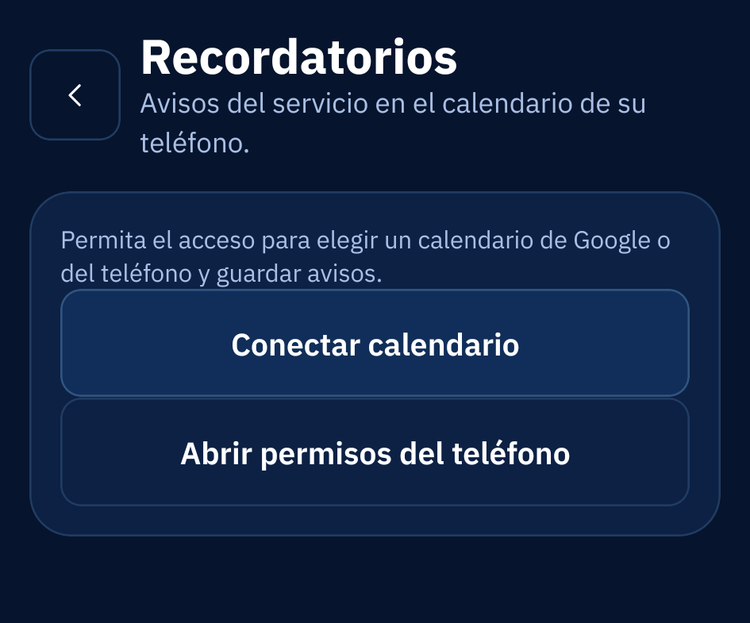 Recordatorios
Avisos del servicio en el calendario de su
teléfono.
Permita el acceso para elegir un calendario de Google o
del teléfono y guardar avisos.
Conectar calendario
Abrir permisos del teléfono